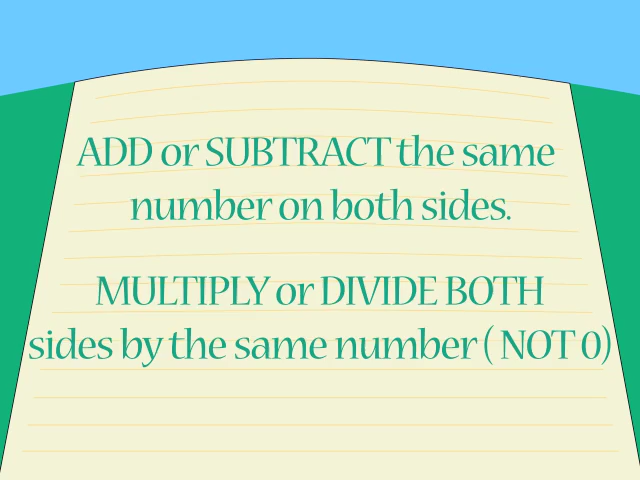 ADD or SUBTRACT the same
number on both sides.
MULTIPLY or DIVIDE BOTH
sides by the same number ( NOT 0)